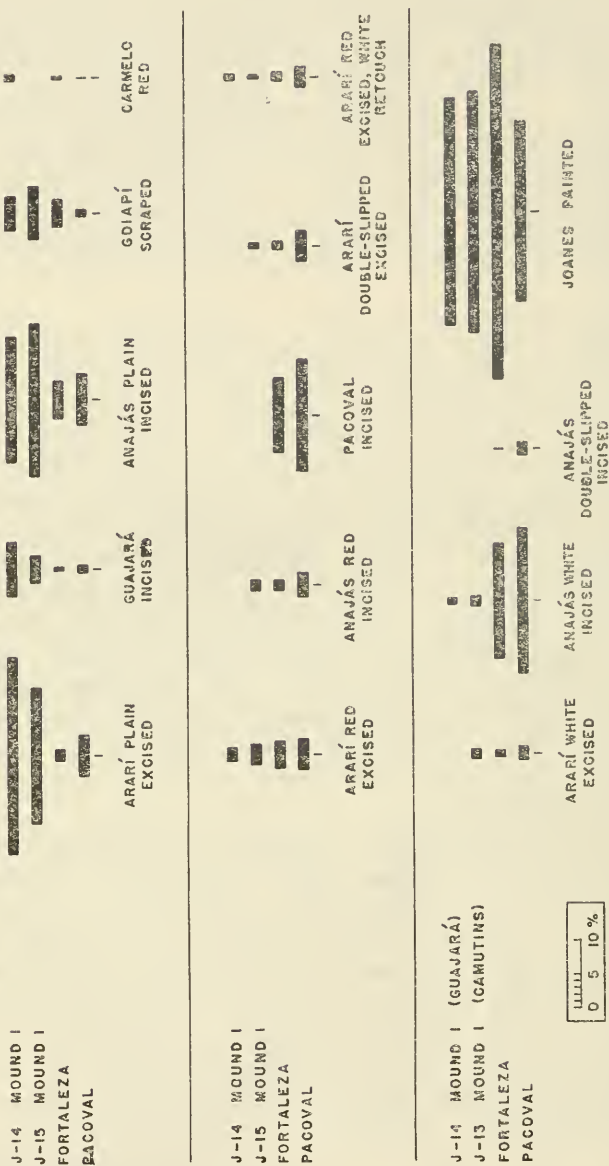 J-14 MOUND I
J-15 MOUND I
FORTALEZA
PACOVAL
ARARÍ PLAIN
EXCISED
GUAJARÁ
INCISED
ANAJÁS PLAIN
INCISED
GOIAPÍ
SCRAPED
CARMELO
RED
J-14 MOUND I
J-15 MOUND I
FORTALEZA
PACOVAL
ARARÍ RED
EXCISED
ANAJÁS RED
INCISED
PACOVAL
INCISED
ARARÍ
DOUBLE-SLIPPED
EXCISED
ARARÍ RED
EXCISED, WHITE
RETOUCH
J-14 MOUND I (GUAJARÁ)
J-15 MOUND I (CAMUTINS)
FORTALEZA
PACOVAL
ARARÍ WHITE
EXCISED
ANAJÁS WHITE
INCISED
ANAJÁS
DOUBLE-SLIPPED
INCISED
JOANES PAINTED
0 5 10 %